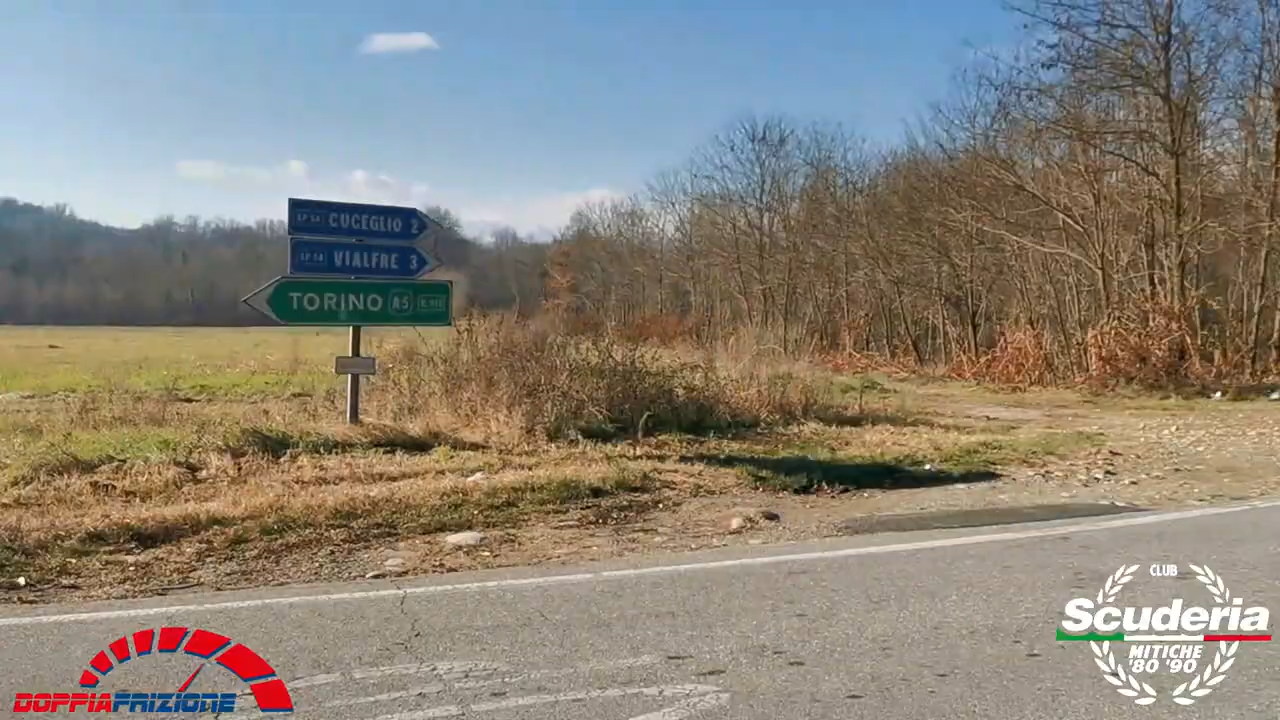 SP 54 CUCEGLIO 2
SP 54 VIALFRE 3
TORINO A5
CLUB
Scuderia
MITICHE
'80 '90
DOPPIAFRIZIONE